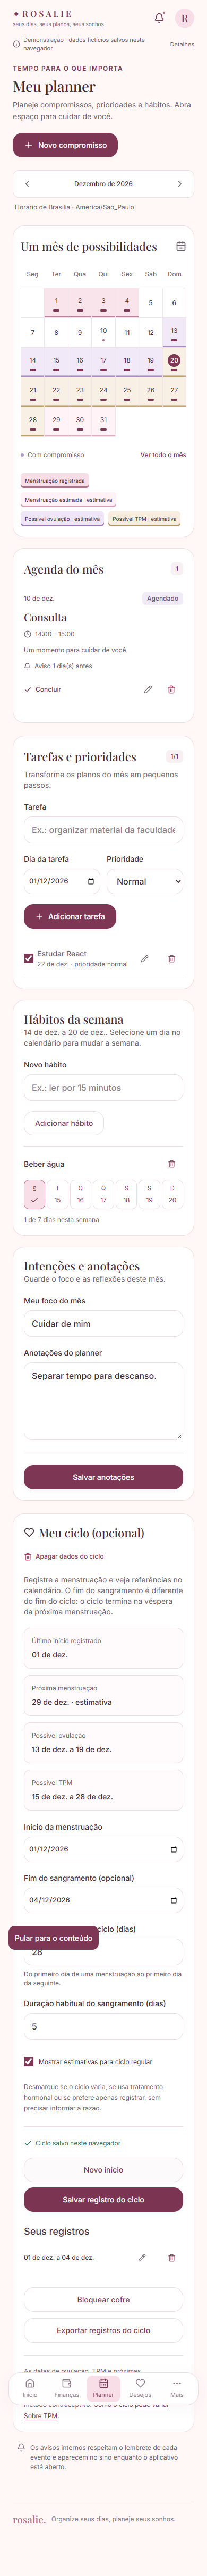 ROSALIE
seus dias, seus planos, seus sonhos
R
Demonstração · dados fictícios salvos neste
navegador
Detalhes
TEMPO PARA O QUE IMPORTA
Meu planner
Planeje compromissos, prioridades e hábitos. Abra
espaço para cuidar de você.
Novo compromisso
Dezembro de 2026
Horário de Brasília · America/Sao_Paulo
Um mês de possibilidades
Seg Ter Qua Qui Sex Sáb Dom
1 2 3 4 5 6
7 8 9 10 11 12 13
14 15 16 17 18 19 20
21 22 23 24 25 26 27
28 29 30 31
Com compromisso
Ver todo o mês
Menstruação registrada
Menstruação estimada · estimativa
Possível ovulação · estimativa
Possível TPM · estimativa
Agenda do mês
1
10 de dez.
Agendado
Consulta
14:00 – 15:00
Um momento para cuidar de você.
Aviso 1 dia(s) antes
Concluir
Tarefas e prioridades
1/1
Transforme os planos do mês em pequenos
passos.
Tarefa
Ex.: organizar material da faculdade
Dia da tarefa
Prioridade
01/12/2026
Normal
Adicionar tarefa
Estudar React
22 de dez. · prioridade normal
Hábitos da semana
14 de dez. a 20 de dez.. Selecione um dia no
calendário para mudar a semana.
Novo hábito
Ex.: ler por 15 minutos
Adicionar hábito
Beber água
S T Q Q S S D
15 16 17 18 19 20
1 de 7 dias nesta semana
Intenções e anotações
Guarde o foco e as reflexões deste mês.
Meu foco do mês
Cuidar de mim
Anotações do planner
Separar tempo para descanso.
Salvar anotações
Meu ciclo (opcional)
Apagar dados do ciclo
Registre a menstruação e veja referências no
calendário. O fim do sangramento é diferente
do fim do ciclo: o ciclo termina na véspera
da próxima menstruação.
Último início registrado
01 de dez.
Próxima menstruação
29 de dez. · estimativa
Possível ovulação
13 de dez. a 19 de dez.
Possível TPM
15 de dez. a 28 de dez.
Início da menstruação
01/12/2026
Fim do sangramento (opcional)
04/12/2026
Pular para o conteúdo
ciclo (dias)
28
Do primeiro dia de uma menstruação ao primeiro dia
da seguinte.
Duração habitual do sangramento (dias)
5
Mostrar estimativas para ciclo regular
Desmarque se o ciclo varia, se usa tratamento
hormonal ou se prefere apenas registrar, sem
precisar informar a razão.
Ciclo salvo neste navegador
Novo início
Salvar registro do ciclo
Seus registros
01 de dez. a 04 de dez.
Bloquear cofre
Exportar registros do ciclo
As datas de ovulação, TPM e próximas
Início
Finanças
Planner
Desejos
Mais
Sobre TPM.
Os avisos internos respeitam o lembrete de cada
evento e aparecem no sino enquanto o aplicativo
está aberto.
rosalie.
Organize seus dias, planeje seus sonhos.